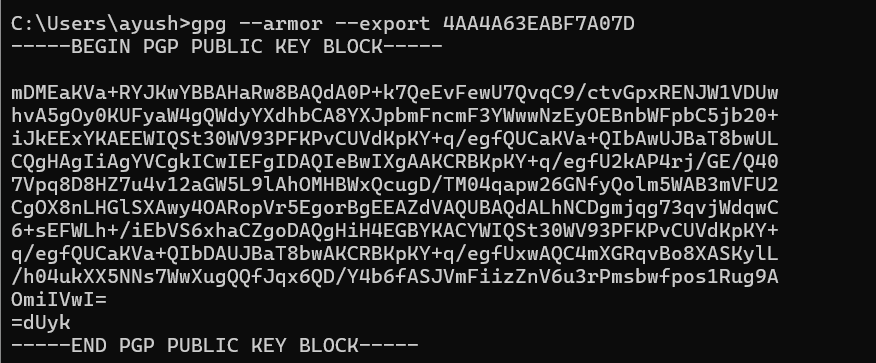 C:\Users\ayush>gpg --armor --export 4AA4A63EABF7A07D
-----BEGIN PGP PUBLIC KEY BLOCK-----

mDMEaKVa+RYJKwYBBAHaRw8BAQdA0P+k7QeEvFewU7QvqC9/ctvGpxRENJW1VDUw
hvA5gOy0KUFyaW4gQWdyYXdhbCA8YXJpbmFncmF3YWwwNzEyOEBnbWFpbC5jb20+
iJkEExYKAEEWIQSt30WV93PFKPvCUVdKpKY+q/egfQUCaKVa+QIbAwUJBaT8bwUL
CQgHAgIiAgYVCgkICwIEFgIDAQIeBwIXgAAKCRBKpKY+q/egfU2kAP4rj/GE/Q40
7Vpq8D8HZ7u4v12aGW5L9lAhOMHBWxQcugD/TM04qapw26GNfyQolm5WAB3mVFU2
CgOX8nLHGlSXAwy4OARopVr5EgorBgEEAZdVAQUBAQdALhNCDgmjqg73qvjWdqwC
6+sEFWLh+/iEbVS6xhaCZgoDAQgHiH4EGBYKACYWIQSt30WV93PFKPvCUVdKpKY+
q/egfQUCaKVa+QIbDAUJBaT8bwAKCRBKpKY+q/egfUxwAQC4mXGRqvBo8XASKylL
/h04ukXX5NNs7WwXugQQfJqx6QD/Y4b6fASJVmFiizZnV6u3rPmsbwfpos1Rug9A
OmiIVwI=
=dUyk
-----END PGP PUBLIC KEY BLOCK-----